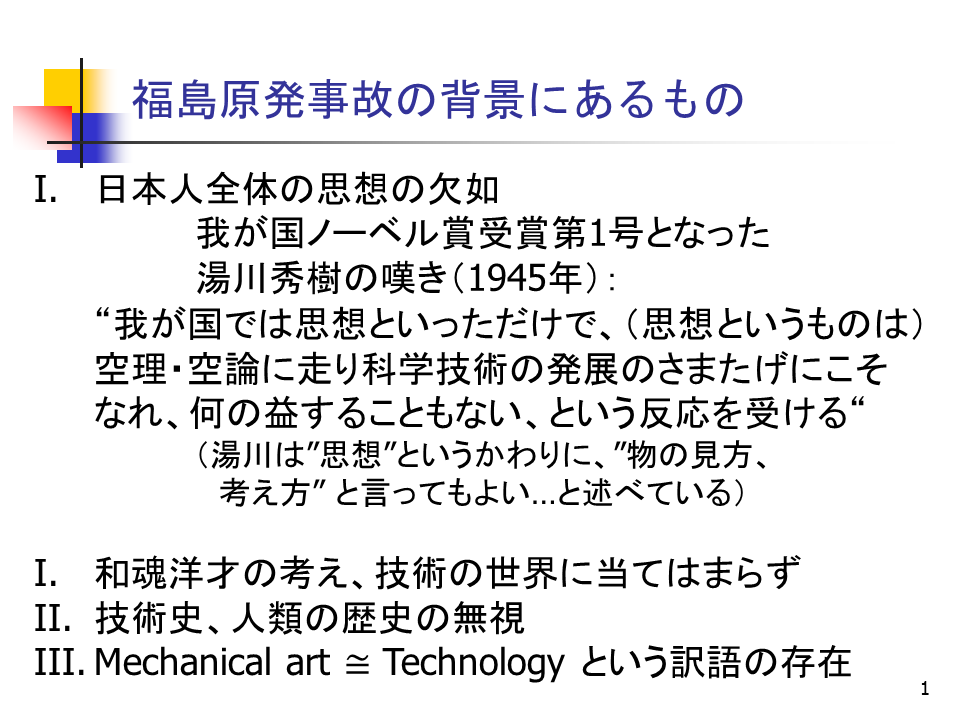 福島原発事故の背景にあるもの
I. 日本人全体の思想の欠如
我が国ノーベル賞受賞第1号となった
湯川秀樹の嘆き（1945年）：
“我が国では思想といっただけで、（思想というものは）
空理・空論に走り科学技術の発展のさまたげにこそ
なれ、何の益することもない、という反応を受ける“
（湯川は”思想”というかわりに、”物の見方、
考え方” と言ってもよい…と述べている）
I. 和魂洋才の考え、技術の世界に当てはまらず
II. 技術史、人類の歴史の無視
III. Mechanical art ≅ Technology という訳語の存在
1